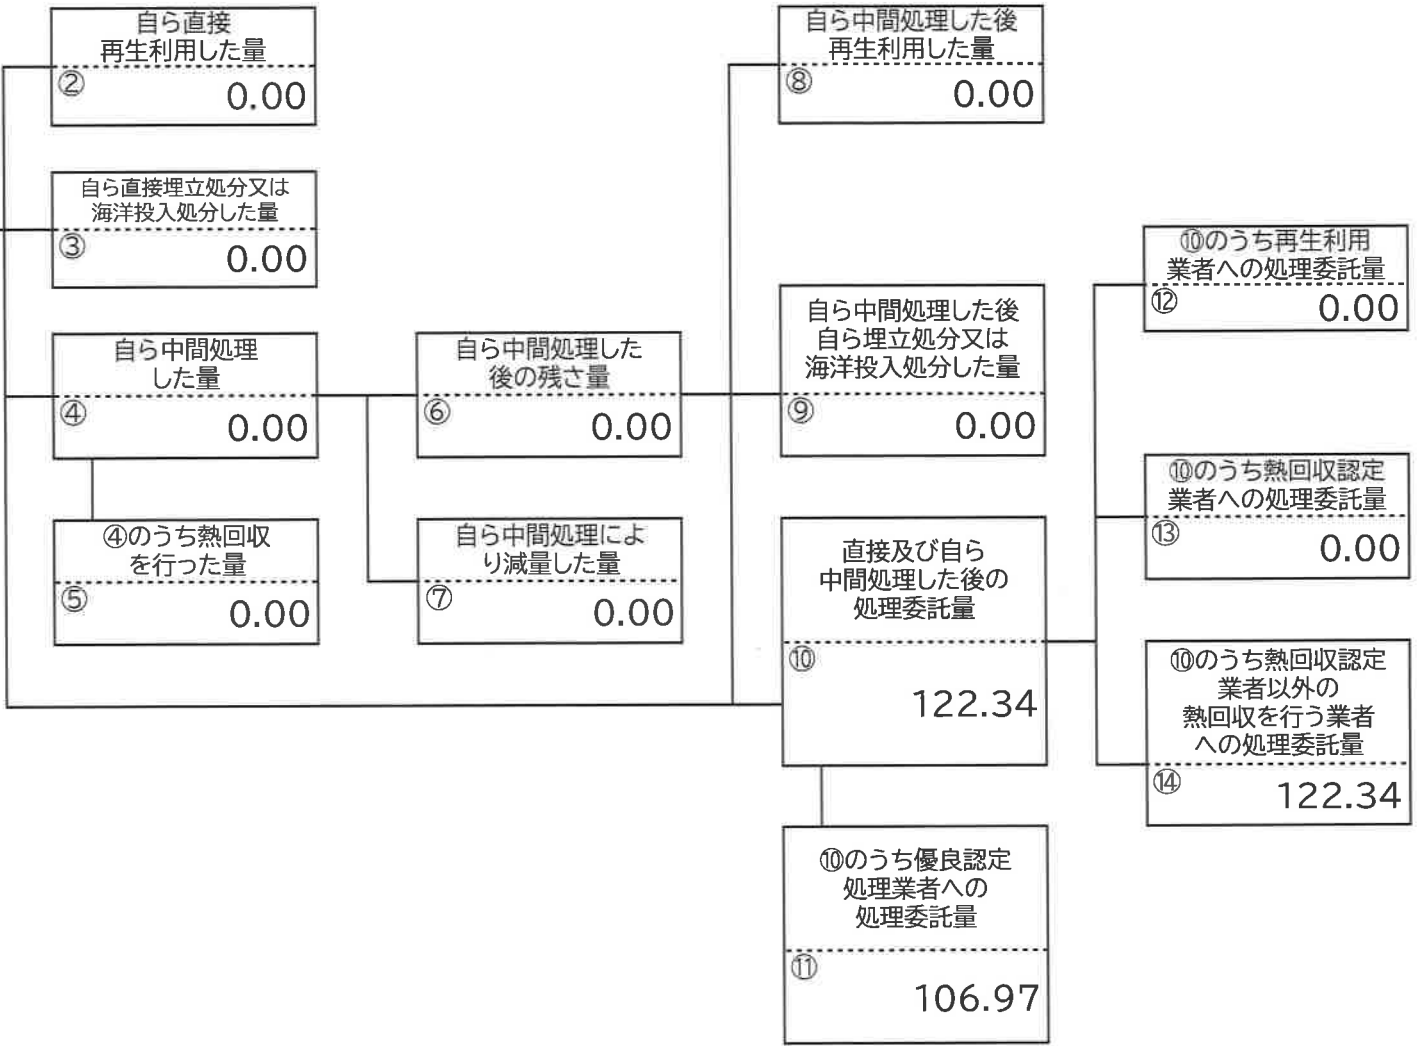 自ら直接
再生利用した量
②
0.00
自ら直接埋立処分又は
海洋投入処分した量
③
0.00
自ら中間処理
した量
④
0.00
④のうち熱回収
を行った量
⑤
0.00
自ら中間処理した
後の残さ量
⑥
0.00
自ら中間処理によ
り減量した量
⑦
0.00
自ら中間処理した後
再生利用した量
⑧
0.00
自ら中間処理した後
自ら埋立処分又は
海洋投入処分した量
⑨
0.00
直接及び自ら
中間処理した後の
処理委託量
⑩
122.34
⑩のうち優良認定
処理業者への
処理委託量
⑪
106.97
⑩のうち再生利用
業者への処理委託量
⑫
0.00
⑩のうち熱回収認定
業者への処理委託量
⑬
0.00
⑩のうち熱回収認定
業者以外の
熱回収を行う業者
への処理委託量
⑭
122.34